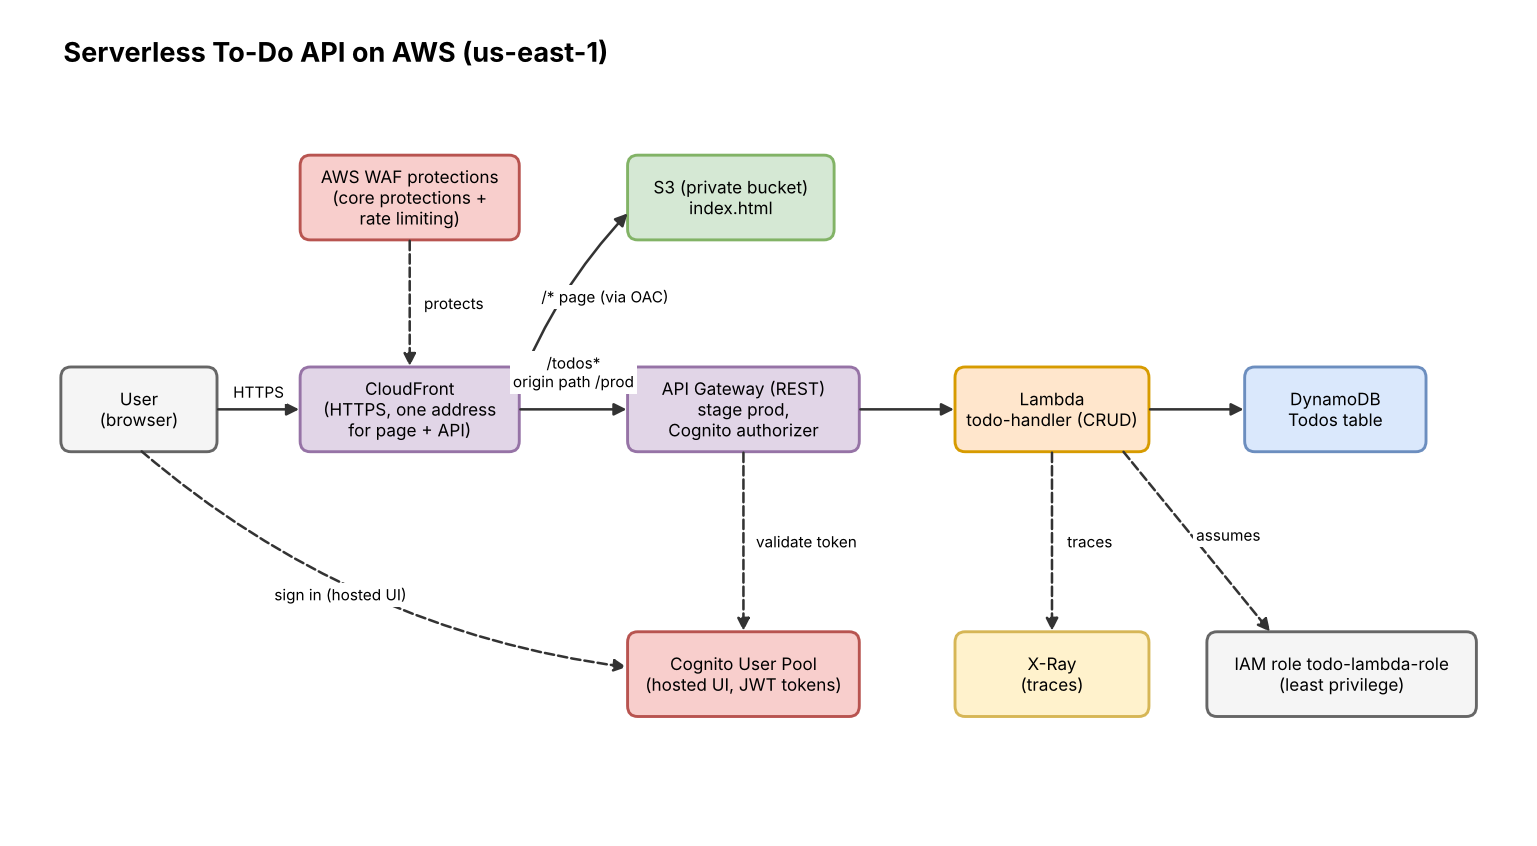 Serverless To-Do API on AWS (us-east-1)
AWS WAF protections
(core protections +
rate limiting)
S3 (private bucket)
index.html
protects
/* page (via OAC)
User
(browser)
HTTPS
CloudFront
(HTTPS, one address
for page + API)
/todos*
origin path /prod
API Gateway (REST)
stage prod,
Cognito authorizer
Lambda
todo-handler (CRUD)
DynamoDB
Todos table
sign in (hosted UI)
validate token
traces
assumes
Cognito User Pool
(hosted UI, JWT tokens)
X-Ray
(traces)
IAM role todo-lambda-role
(least privilege)